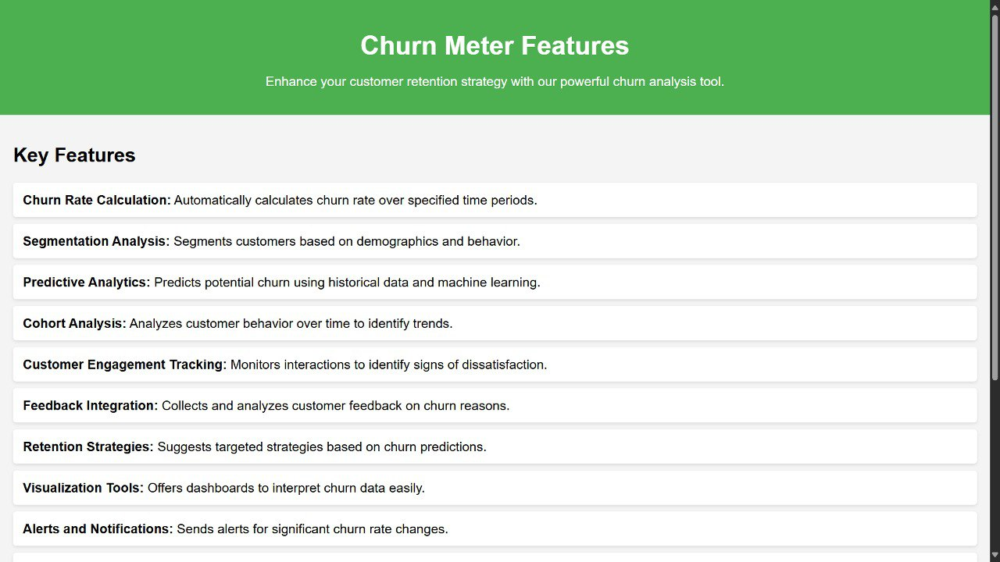 Churn Meter Features
Enhance your customer retention strategy with our powerful churn analysis tool.
Key Features
Churn Rate Calculation: Automatically calculates churn rate over specified time periods.
Segmentation Analysis: Segments customers based on demographics and behavior.
Predictive Analytics: Predicts potential churn using historical data and machine learning.
Cohort Analysis: Analyzes customer behavior over time to identify trends.
Customer Engagement Tracking: Monitors interactions to identify signs of dissatisfaction.
Feedback Integration: Collects and analyzes customer feedback on churn reasons.
Retention Strategies: Suggests targeted strategies based on churn predictions.
Visualization Tools: Offers dashboards to interpret churn data easily.
Alerts and Notifications: Sends alerts for significant churn rate changes.